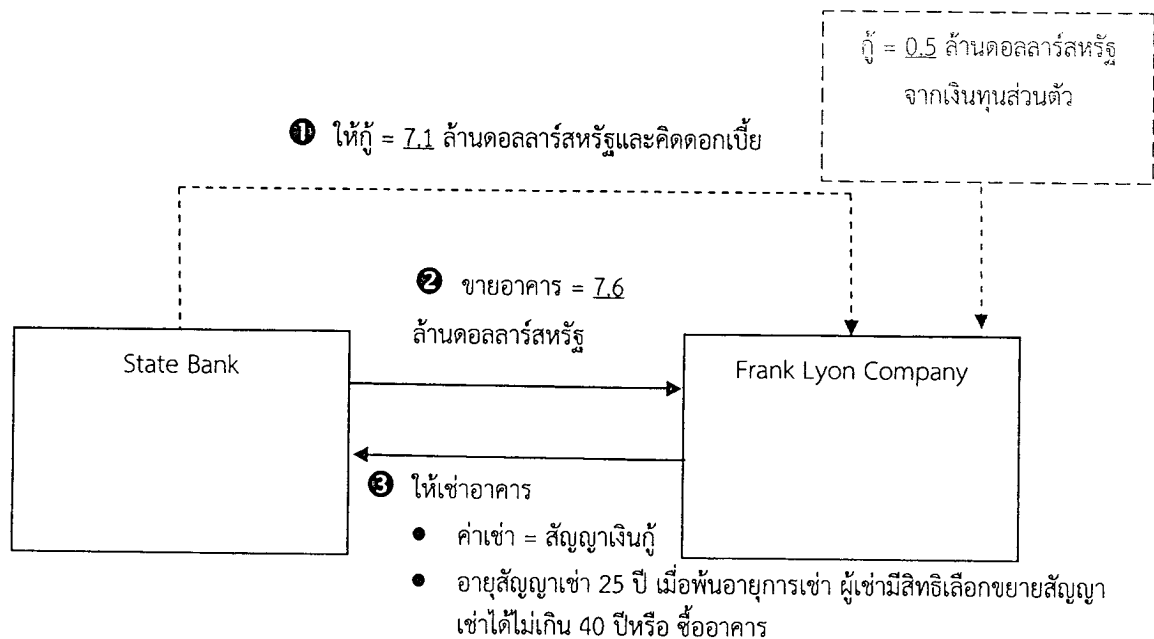 กู้ = 0.5 ล้านดอลลาร์สหรัฐ
จากเงินทุนส่วนตัว
❶ ให้กู้ = 7.1 ล้านดอลลาร์สหรัฐและคิดดอกเบี้ย
❷ ขายอาคาร = 7.6
ล้านดอลลาร์สหรัฐ
State Bank
Frank Lyon Company
❸ ให้เช่าอาคาร
● ค่าเช่า = สัญญาเงินกู้
● อายุสัญญาเช่า 25 ปี เมื่อพ้นอายุการเช่า ผู้เช่ามีสิทธิเลือกขยายสัญญา
เช่าได้ไม่เกิน 40 ปีหรือ ซื้ออาคาร